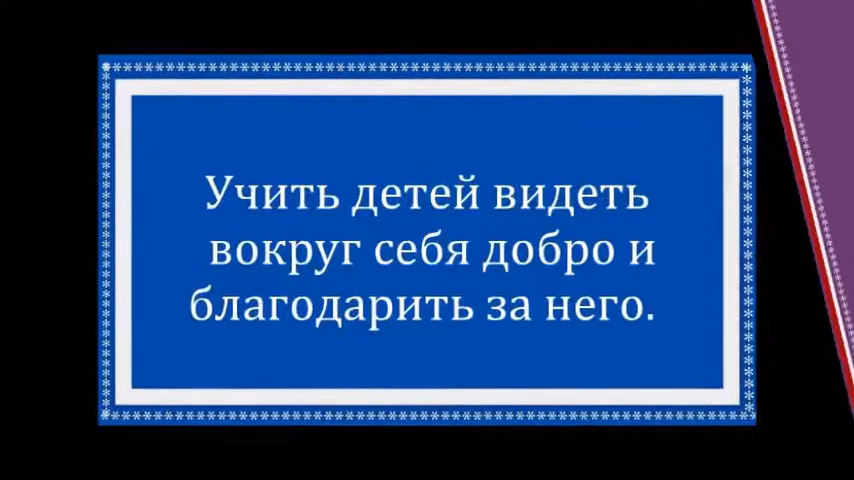 Учить детей видеть
вокруг себя добро и
благодарить за него.